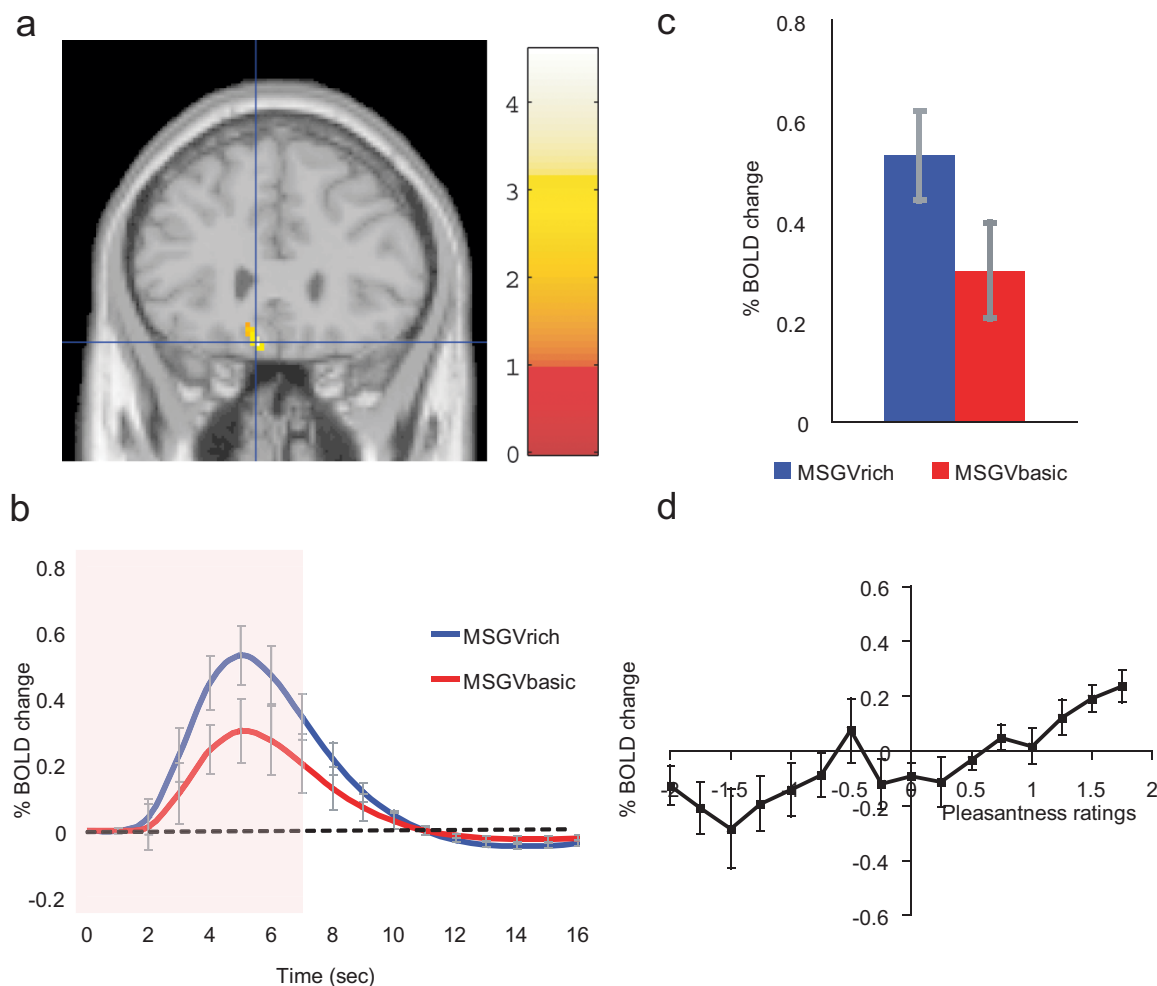 a
4
3
2
1
0
c
0.8
0.6
0.4
0.2
0
% BOLD change
MSGVrich
MSGVbasic
b
0.8
0.6
0.4
0.2
0
-0.2
% BOLD change
MSGVrich
MSGVbasic
0 2 4 6 8 10 12 14 16
Time (sec)
d
0.6
0.4
0.2
0
-0.2
-0.4
-0.6
% BOLD change
-2 -1.5 -1 -0.5 0 0.5 1 1.5 2
Pleasantness ratings